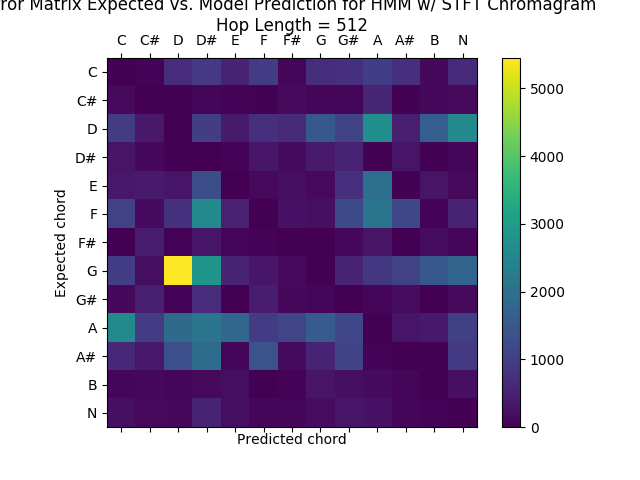 ror Matrix Expected vs. Model Prediction for HMM w/ STFT Chromagram
Hop Length = 512
C C# D D# E F F# G G# A A# B N
C
C#
D
D#
E
F
F#
G
G#
A
A#
B
N
Expected chord
Predicted chord
5000
4000
3000
2000
1000
0